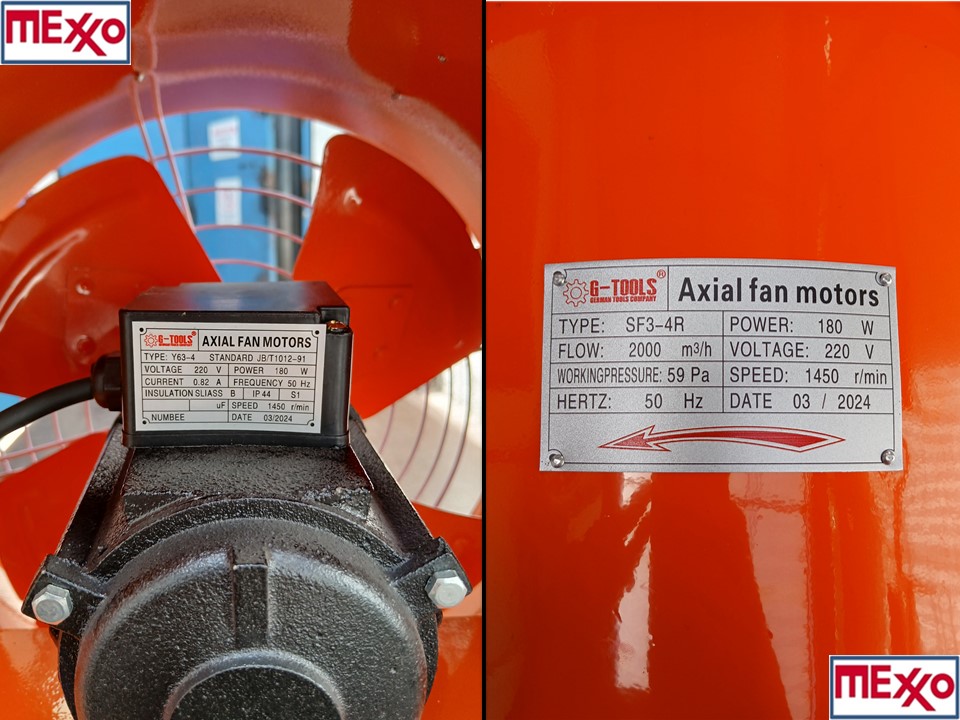 MEXXO
G-TOOLS® AXIAL FAN MOTORS
TYPE: Y63-4 STANDARD JB/T1012-91
VOLTAGE 220 V POWER 180 W
CURRENT 0.82 A FREQUENCY 50 Hz
INSULATION SLIASS B IP 44 S1
uF SPEED 1450 r/min
NUMBEE DATE 03/2024
G-TOOLS® Axial fan motors
GERMAN TOOLS COMPANY
TYPE: SF3-4R POWER: 180 W
FLOW: 2000 m³/h VOLTAGE: 220 V
WORKINGPRESSURE: 59 Pa SPEED: 1450 r/min
HERTZ: 50 Hz DATE 03 / 2024
MEXXO